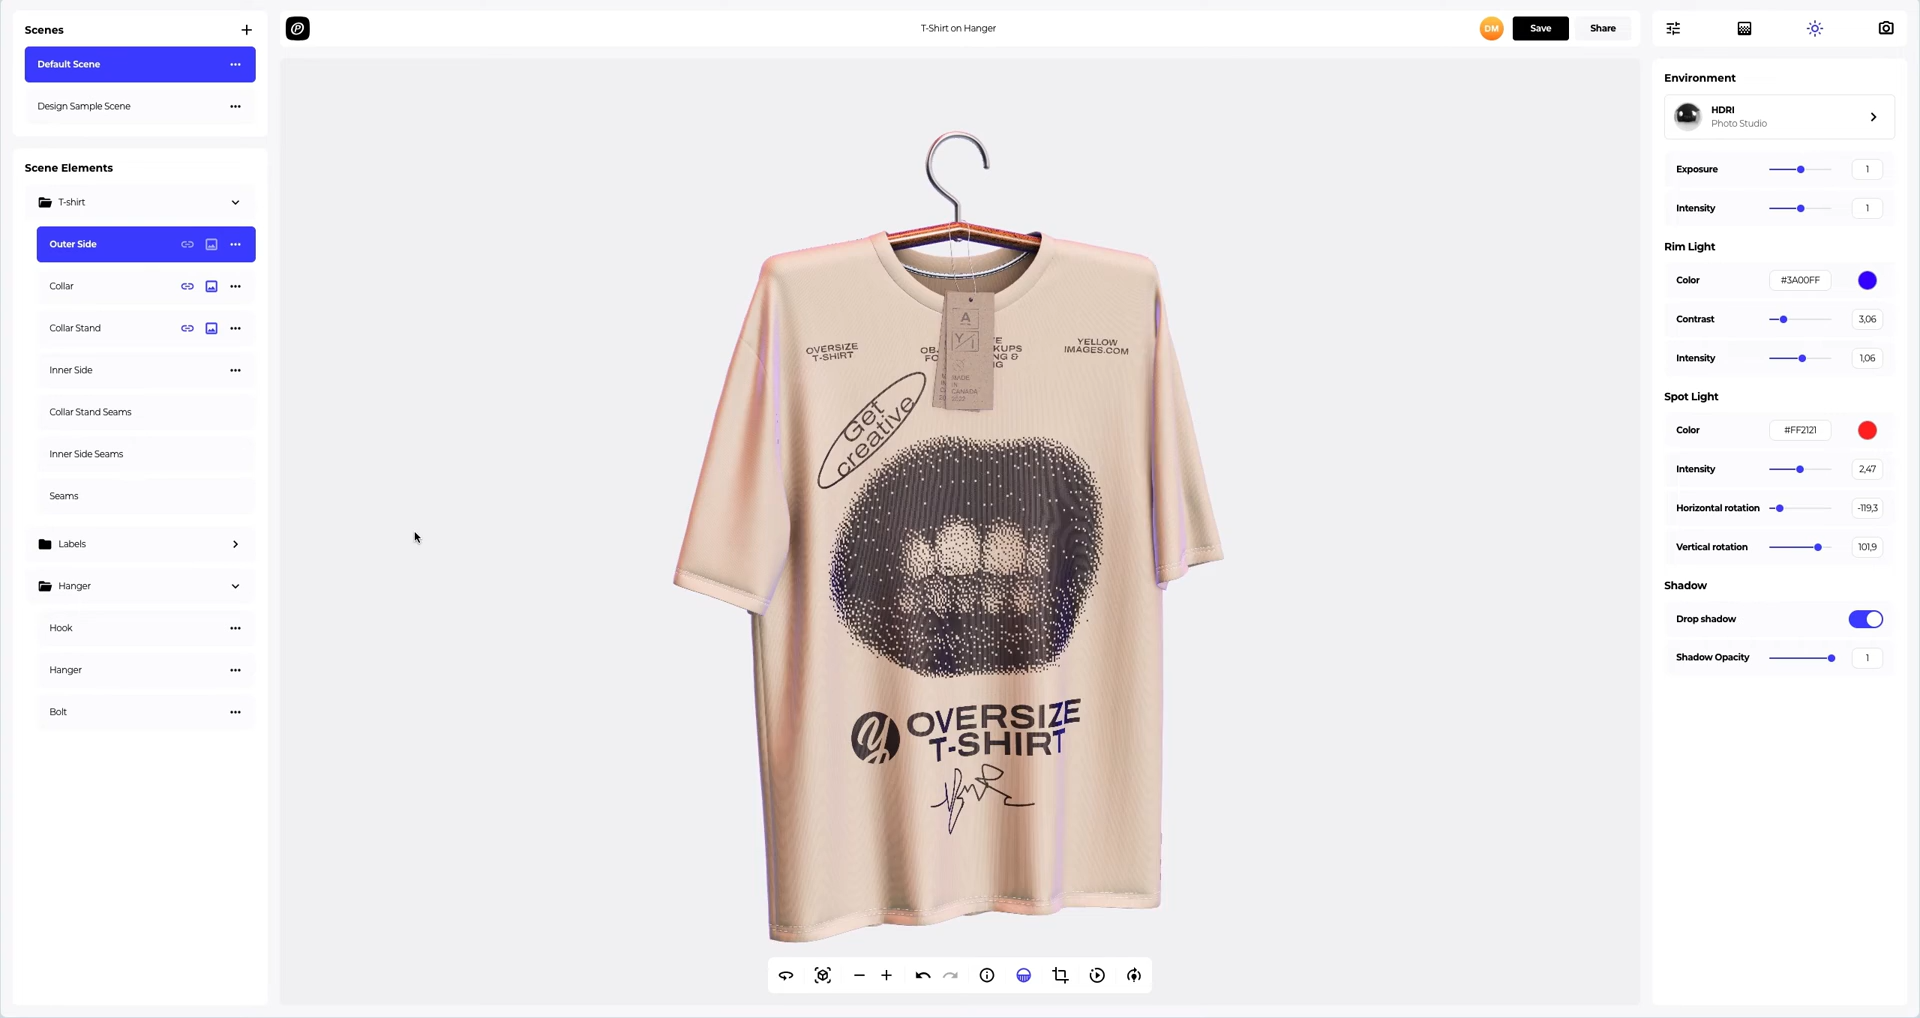 Scenes
Default Scene
Design Sample Scene
Scene Elements
T-shirt
Outer Side
Collar
Collar Stand
Inner Side
Collar Stand Seams
Inner Side Seams
Seams
Labels
Hanger
Hook
Hanger
Bolt
T-Shirt on Hanger
DM
Save
Share
OVERSIZE
T-SHIRT
YELLOW
IMAGES.COM
A
Y/I
MADE
IN
CANADA
Get
creative
OVERSIZE
T-SHIRT
Environment
HDRI
Photo Studio
Exposure 1
Intensity 1
Rim Light
Color #3A00FF
Contrast 3,06
Intensity 1,06
Spot Light
Color #FF2121
Intensity 2,47
Horizontal rotation -119,3
Vertical rotation 101,9
Shadow
Drop shadow
Shadow Opacity 1